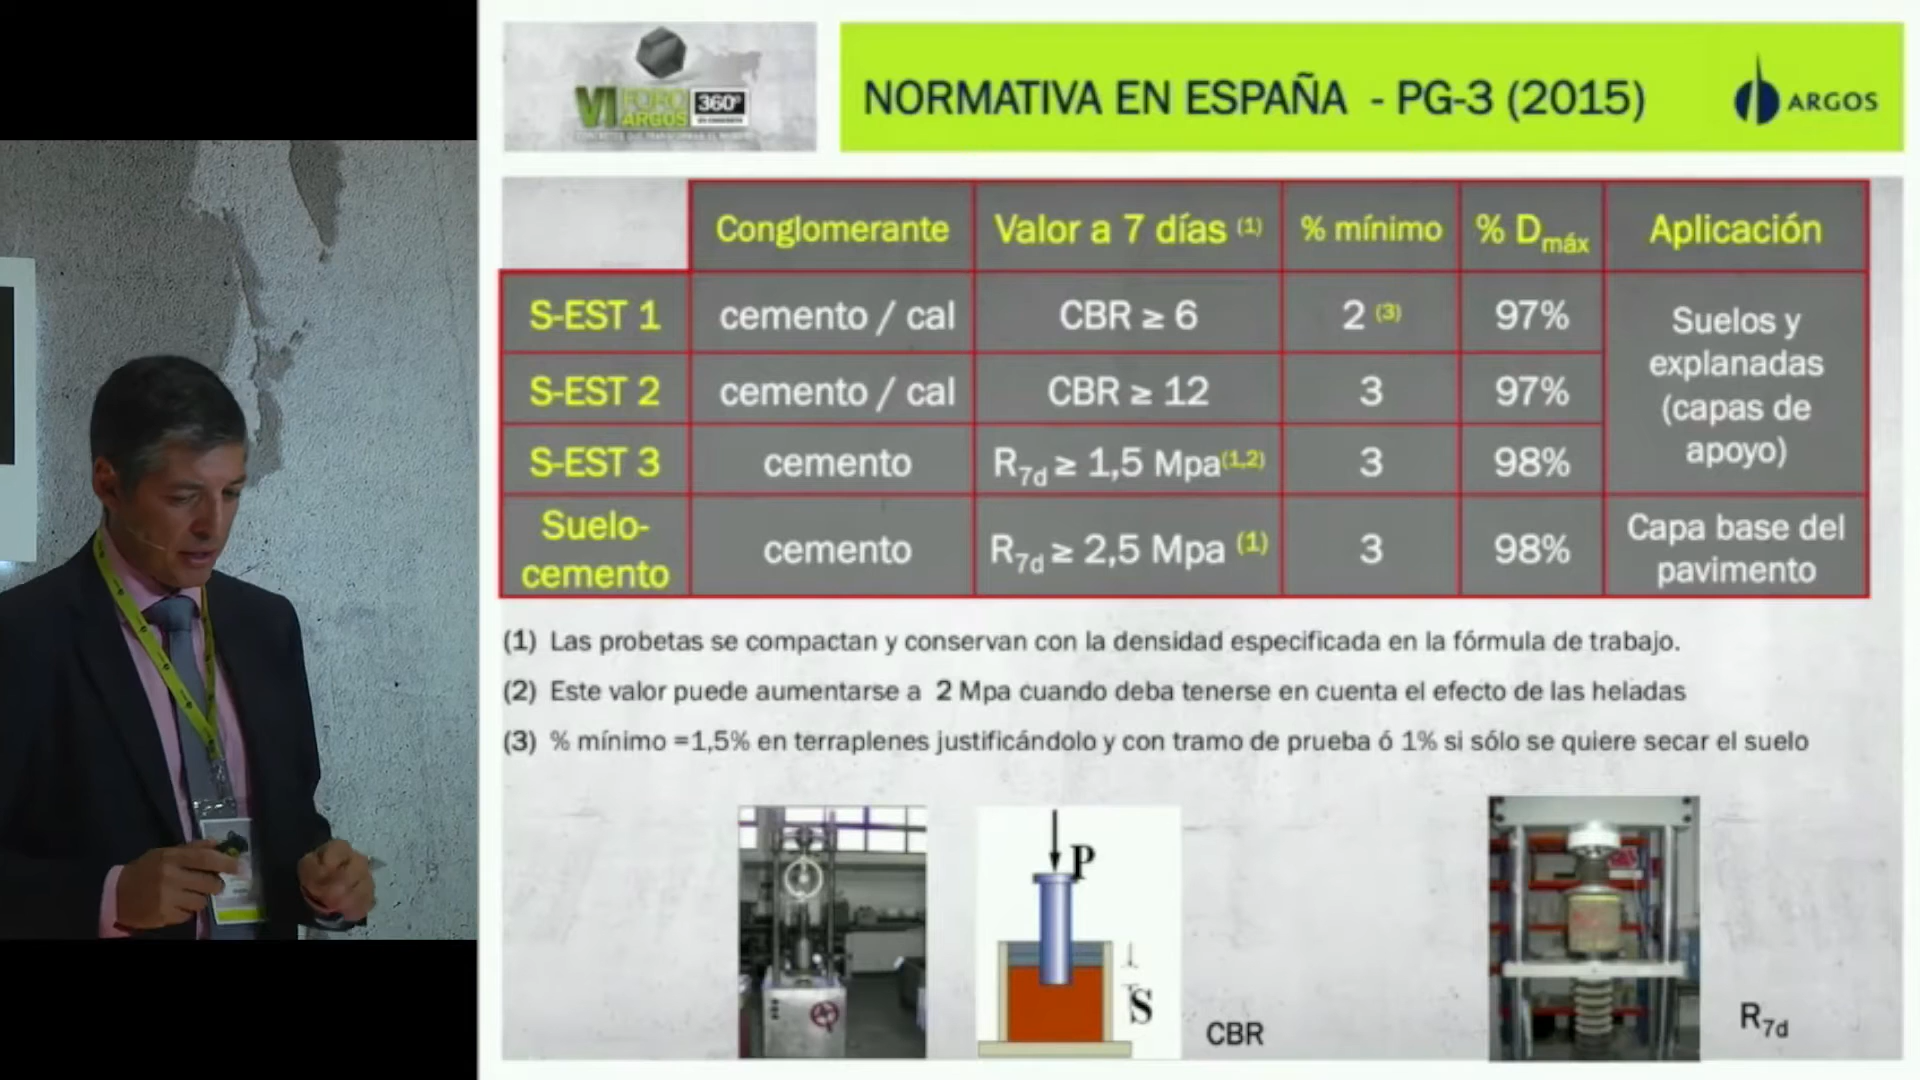 VI FORO ARGOS 360º
NORMATIVA EN ESPAÑA - PG-3 (2015)
ARGOS
Conglomerante Valor a 7 días (1) % mínimo % Dmáx Aplicación
S-EST 1 cemento / cal CBR ≥ 6 2 (3) 97%
S-EST 2 cemento / cal CBR ≥ 12 3 97%
S-EST 3 cemento R7d ≥ 1,5 Mpa(1,2) 3 98%
Suelos y
explanadas
(capas de
apoyo)
Suelo-
cemento
cemento R7d ≥ 2,5 Mpa (1) 3 98%
Capa base del
pavimento
(1) Las probetas se compactan y conservan con la densidad especificada en la fórmula de trabajo.
(2) Este valor puede aumentarse a 2 Mpa cuando deba tenerse en cuenta el efecto de las heladas
(3) % mínimo =1,5% en terraplenes justificándolo y con tramo de prueba ó 1% si sólo se quiere secar el suelo
P
S
CBR
R7d